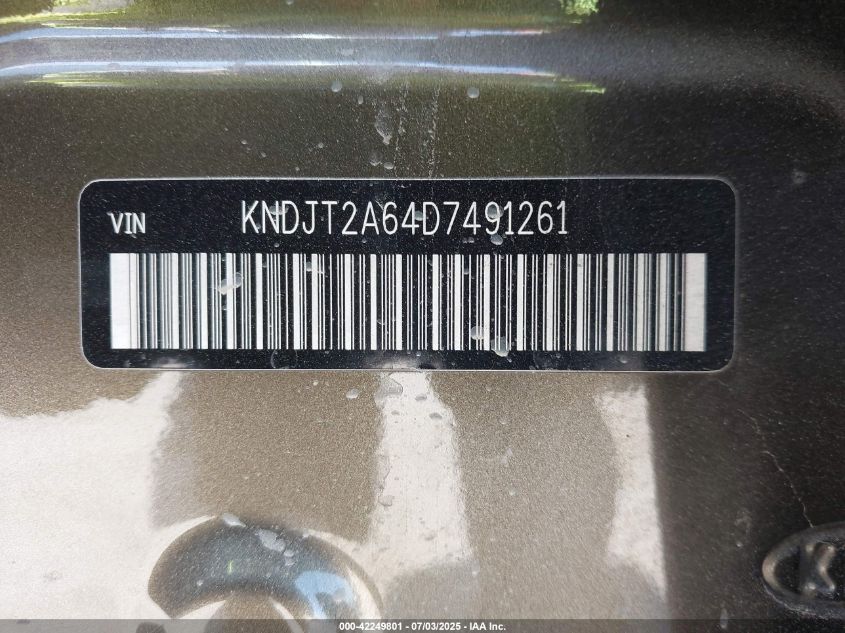 VIN KNDJT2A64D7491261
K
000-42249801 - 07/03/2025 - IAA Inc.